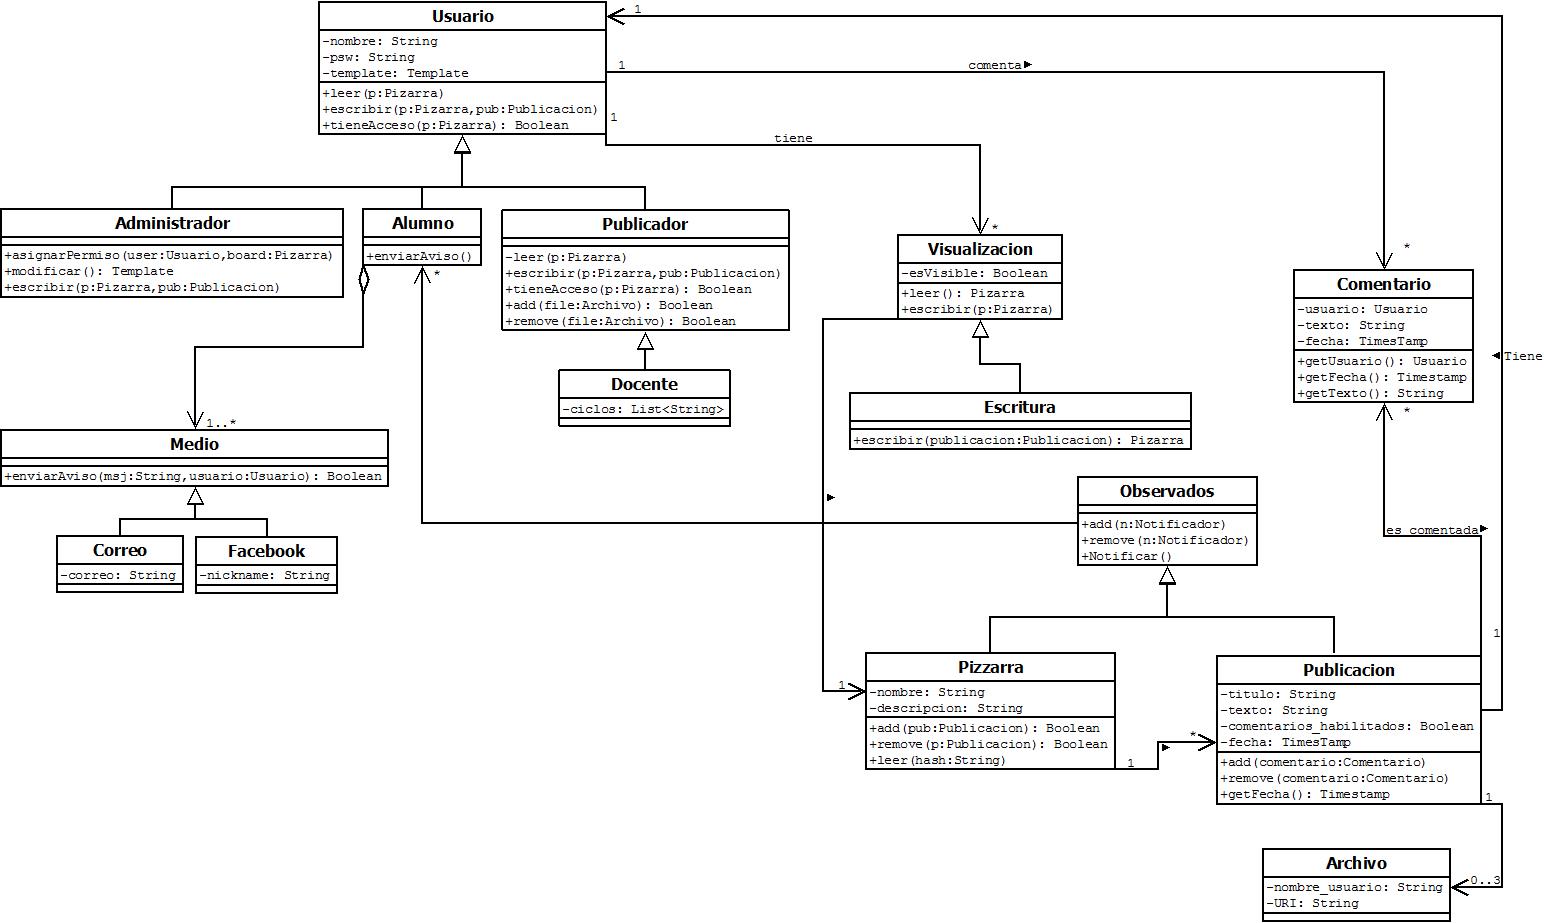 Usuario
-nombre: String
-psw: String
-template: Template
+leer(p:Pizarra)
+escribir(p:Pizarra,pub:Publicacion)
+tieneAcceso(p:Pizarra): Boolean
1
1
comenta
1
tiene
*
*
Administrador
+asignarPermiso(user:Usuario,board:Pizarra)
+modificar(): Template
+escribir(p:Pizarra,pub:Publicacion)
Alumno
+enviarAviso()
*
Publicador
-leer(p:Pizarra)
+escribir(p:Pizarra,pub:Publicacion)
+tieneAcceso(p:Pizarra): Boolean
+add(file:Archivo): Boolean
+remove(file:Archivo): Boolean
Visualizacion
-esVisible: Boolean
+leer(): Pizarra
+escribir(p:Pizarra)
Comentario
-usuario: Usuario
-texto: String
-fecha: TimesTamp
+getUsuario(): Usuario
+getFecha(): Timestamp
+getTexto(): String
*
Tiene
Docente
-ciclos: List<String>
Escritura
+escribir(publicacion:Publicacion): Pizarra
1..*
Medio
+enviarAviso(msj:String,usuario:Usuario): Boolean
Correo
-correo: String
Facebook
-nickname: String
Observados
+add(n:Notificador)
+remove(n:Notificador)
+Notificar()
es comentada
1
1
Pizzarra
-nombre: String
-descripcion: String
+add(pub:Publicacion): Boolean
+remove(p:Publicacion): Boolean
+leer(hash:String)
1
*
Publicacion
-titulo: String
-texto: String
-comentarios_habilitados: Boolean
-fecha: TimesTamp
+add(comentario:Comentario)
+remove(comentario:Comentario)
+getFecha(): Timestamp
1
0..3
Archivo
-nombre_usuario: String
-URI: String